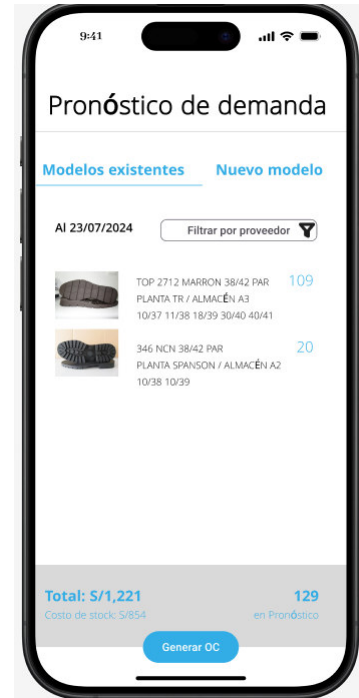 9:41
Pronóstico de demanda
Modelos existentes Nuevo modelo
Al 23/07/2024 Filtrar por proveedor
TOP 2712 MARRON 38/42 PAR 109
PLANTA TR / ALMACÉN A3
10/37 11/38 18/39 30/40 40/41
346 NCN 38/42 PAR 20
PLANTA SPANSON / ALMACÉN A2
10/38 10/39
Total: S/1,221 129
Costo de stock: S/854 en Pronóstico
Generar OC